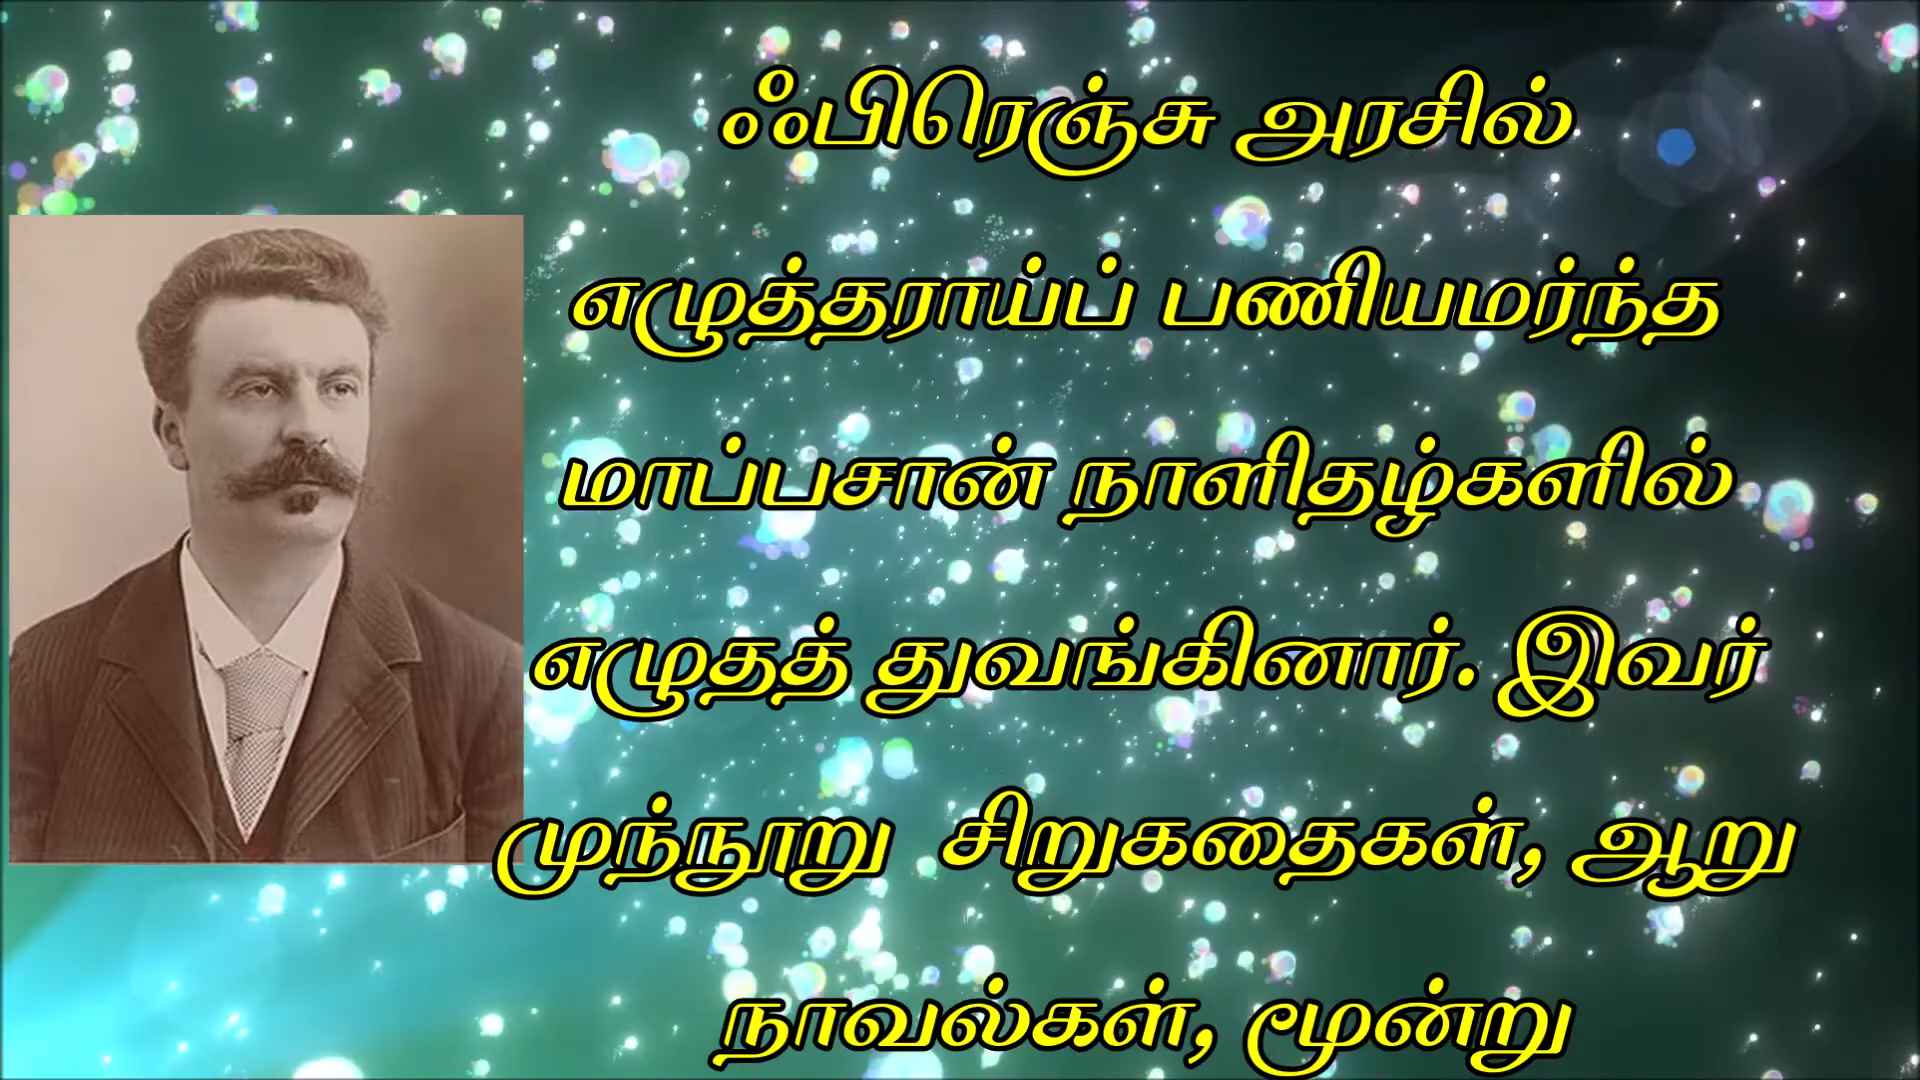 ஃபிரெஞ்சு அரசில்
எழுத்தராய்ப் பணியமர்ந்த
மாப்பசான் நாளிதழ்களில்
எழுதத் துவங்கினார். இவர்
முந்நூறு சிறுகதைகள், ஆறு
நாவல்கள், மூன்று